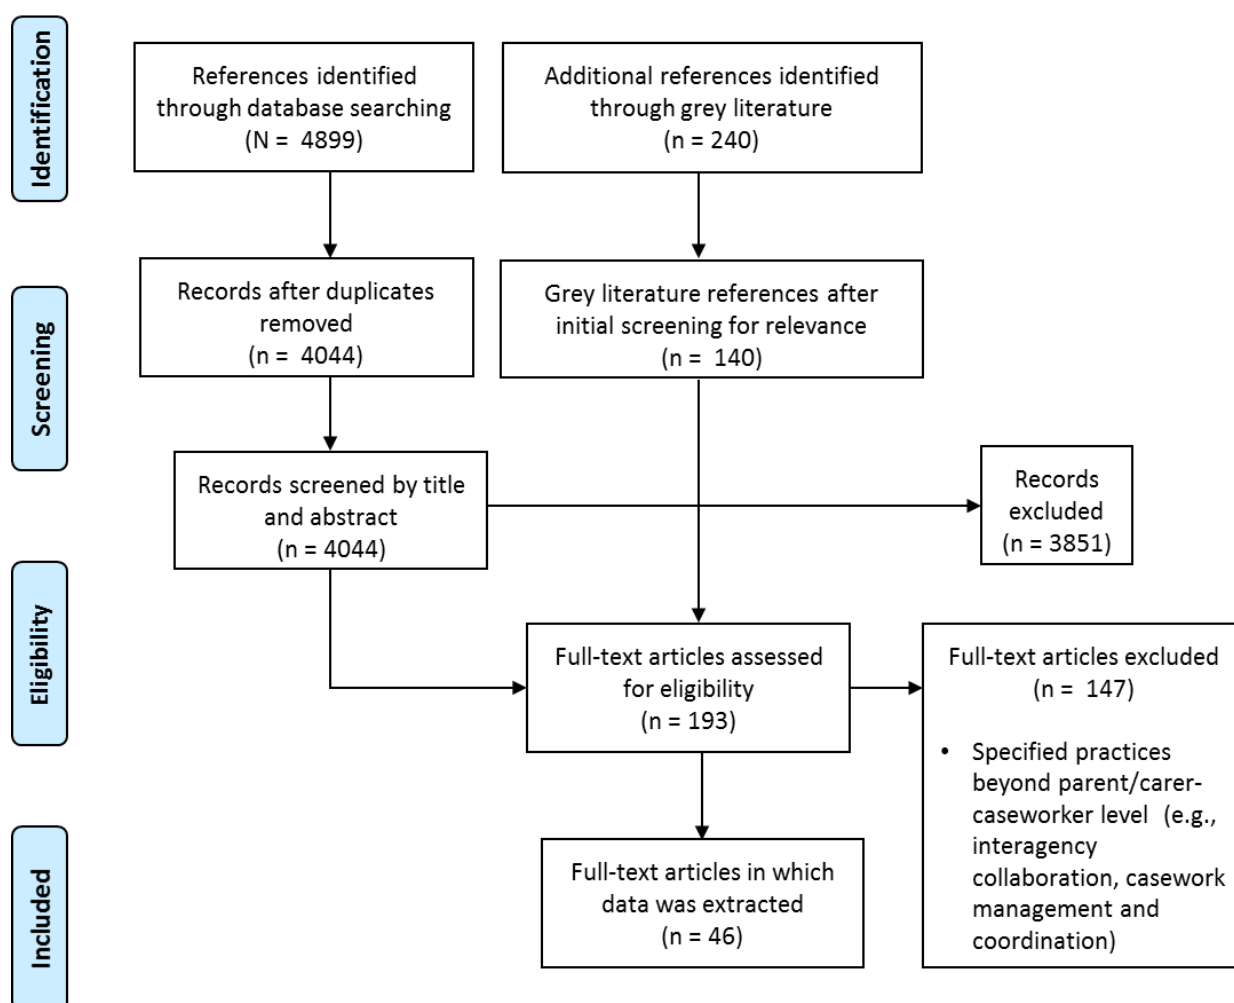 Identification
References identified
through database searching
(N = 4899)
Additional references identified
through grey literature
(n = 240)
Screening
Records after duplicates
removed
(n = 4044)
Grey literature references after
initial screening for relevance
(n = 140)
Records screened by title
and abstract
(n = 4044)
Records
excluded
(n = 3851)
Eligibility
Full-text articles assessed
for eligibility
(n = 193)
Full-text articles excluded
(n = 147)
• Specified practices
beyond parent/carer-
caseworker level (e.g.,
interagency
collaboration, casework
management and
coordination)
Included
Full-text articles in which
data was extracted
(n = 46)